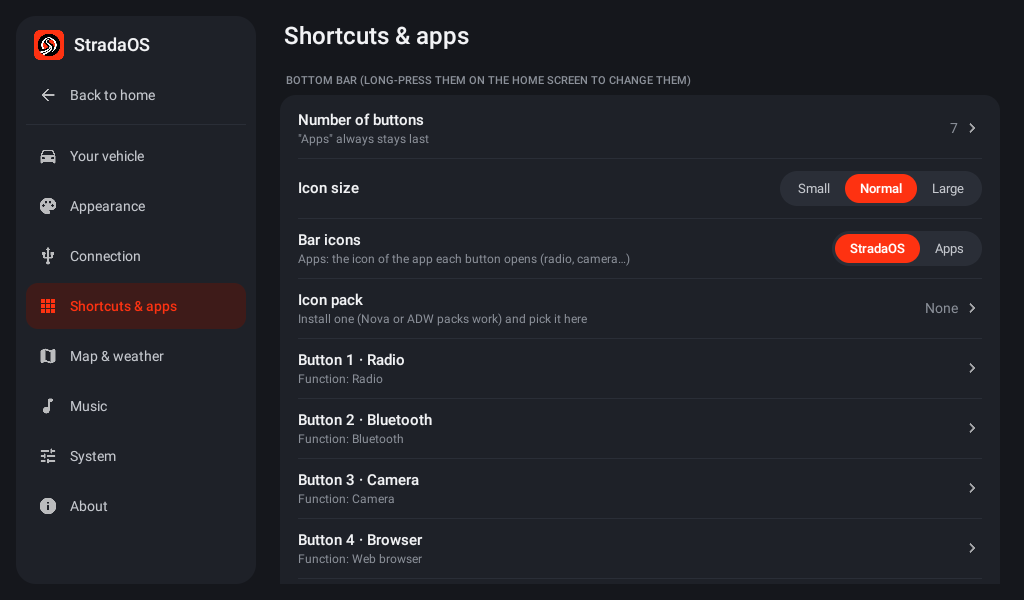 StradaOS
Back to home
Your vehicle
Appearance
Connection
Shortcuts & apps
Map & weather
Music
System
About
Shortcuts & apps
BOTTOM BAR (LONG-PRESS THEM ON THE HOME SCREEN TO CHANGE THEM)
Number of buttons
"Apps" always stays last
7
Icon size
Small Normal Large
Bar icons
Apps: the icon of the app each button opens (radio, camera…)
StradaOS Apps
Icon pack
Install one (Nova or ADW packs work) and pick it here
None
Button 1 · Radio
Function: Radio
Button 2 · Bluetooth
Function: Bluetooth
Button 3 · Camera
Function: Camera
Button 4 · Browser
Function: Web browser